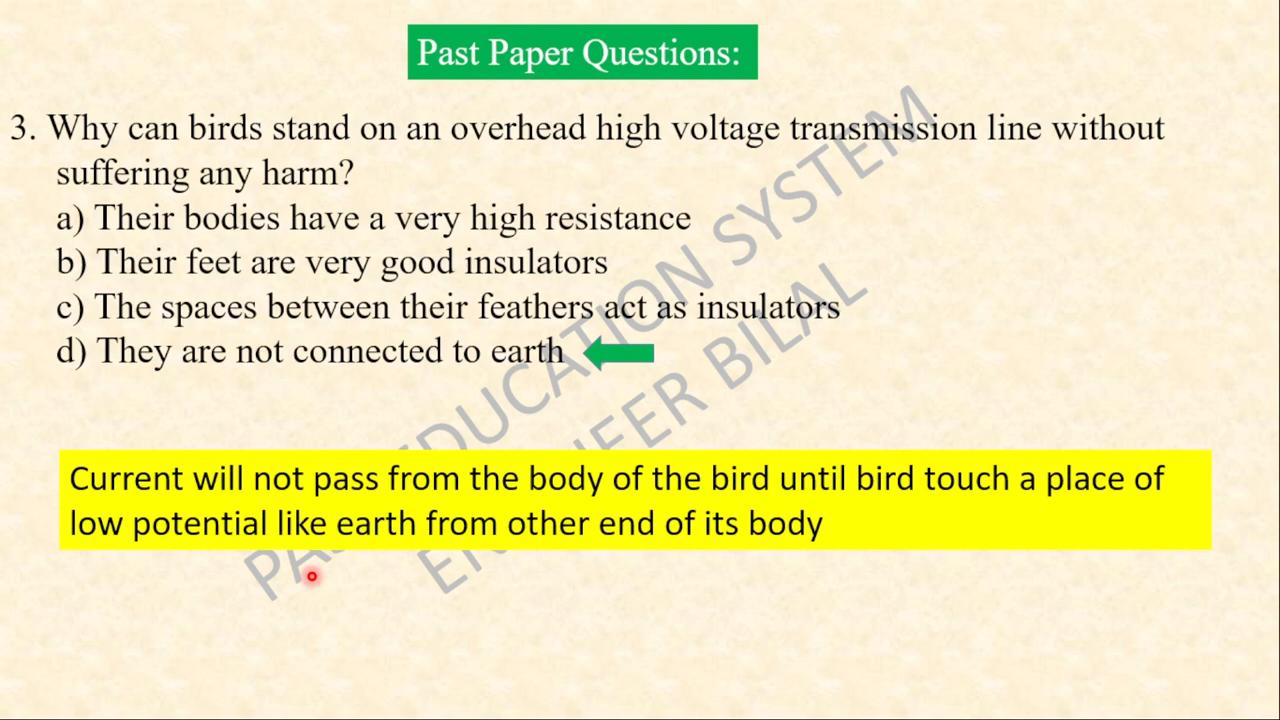 Past Paper Questions:
3. Why can birds stand on an overhead high voltage transmission line without
suffering any harm?
a) Their bodies have a very high resistance
b) Their feet are very good insulators
c) The spaces between their feathers act as insulators
d) They are not connected to earth
Current will not pass from the body of the bird until bird touch a place of
low potential like earth from other end of its body
EDUCATION SYSTEM
BILAL